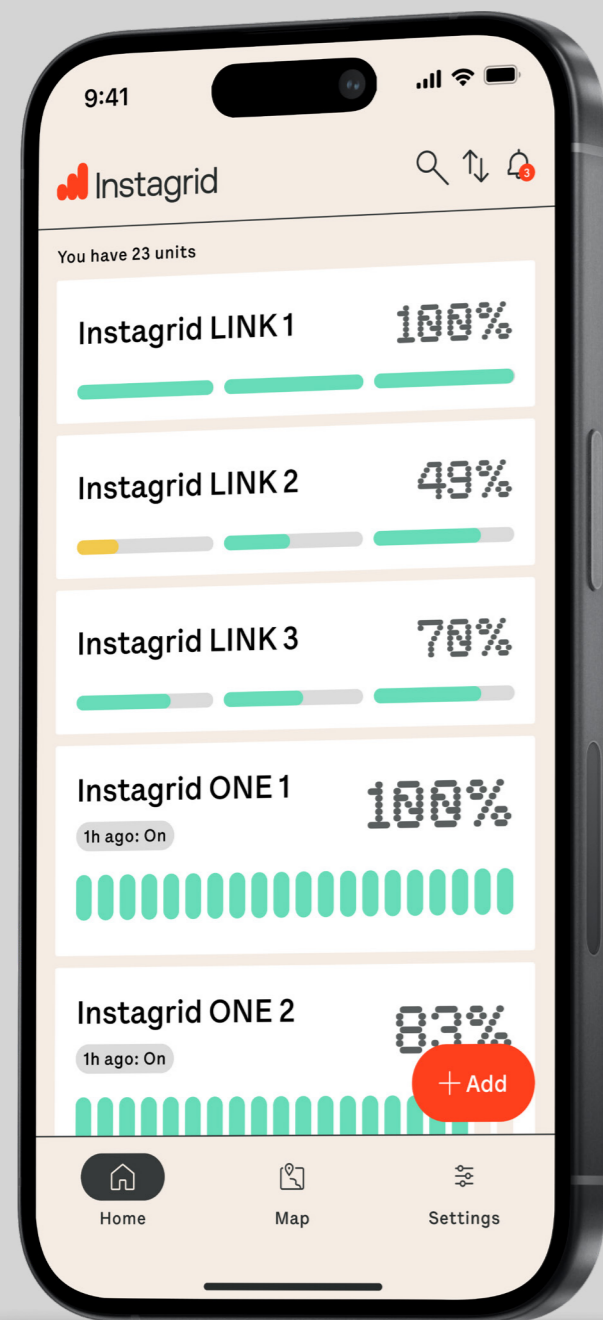 9:41
Instagrid
3
You have 23 units
Instagrid LINK 1
100%
Instagrid LINK 2
49%
Instagrid LINK 3
70%
Instagrid ONE 1
100%
1h ago: On
Instagrid ONE 2
83%
1h ago: On
+ Add
Home
Map
Settings